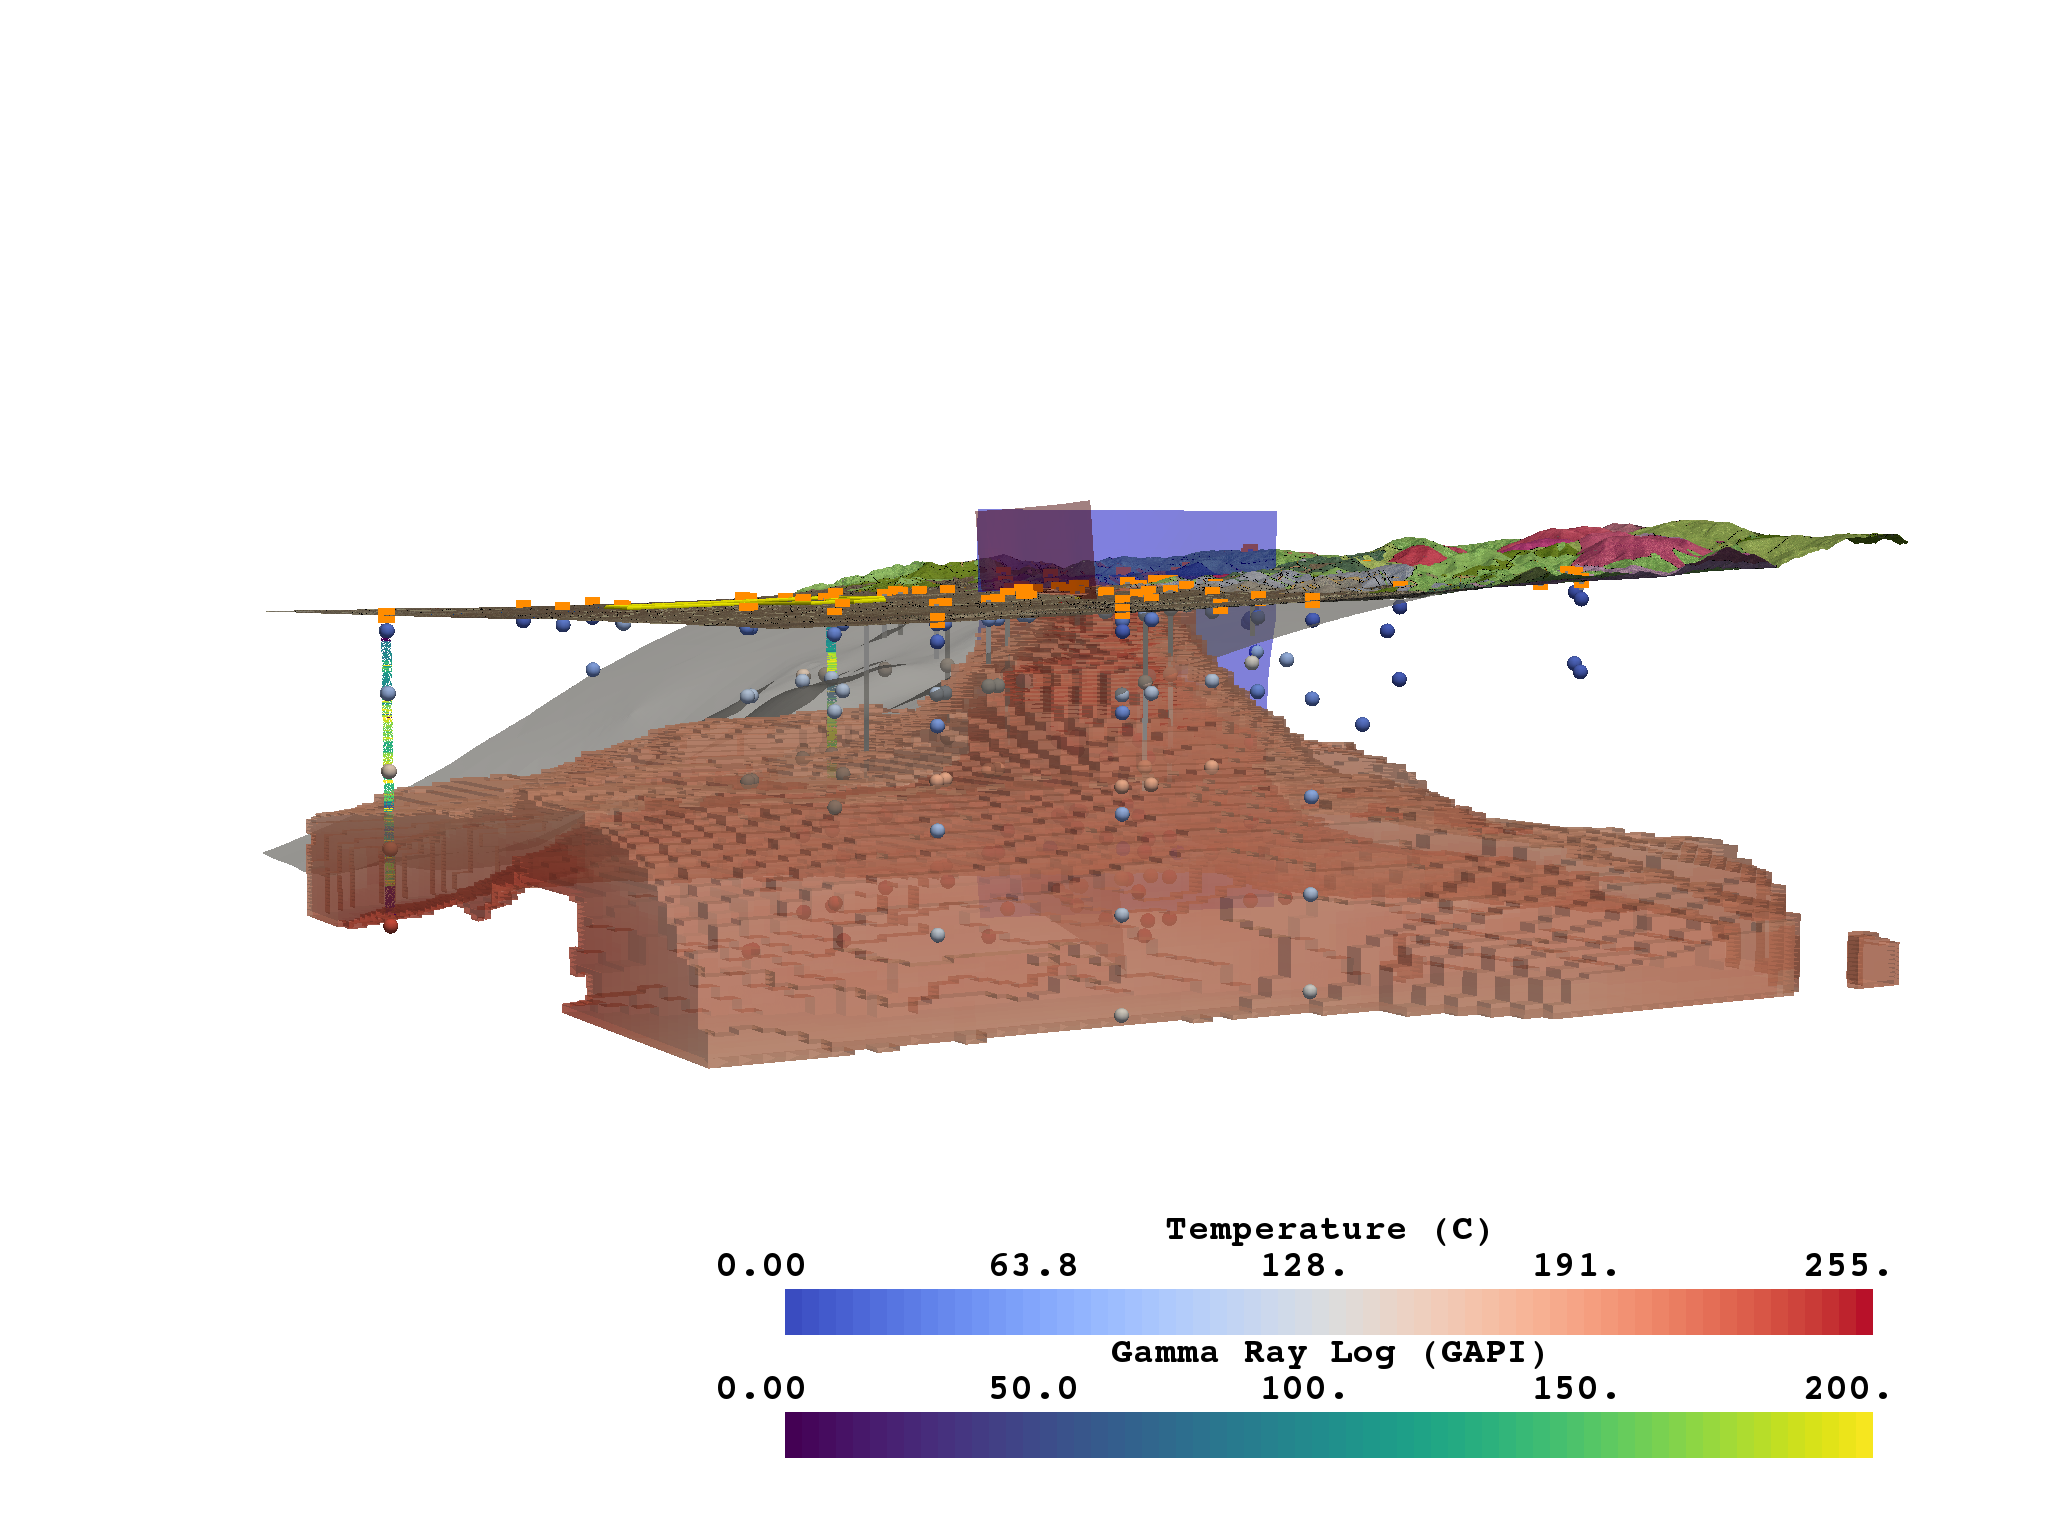 Temperature (C)
0.00 63.8 128. 191. 255.
Gamma Ray Log (GAPI)
0.00 50.0 100. 150. 200.